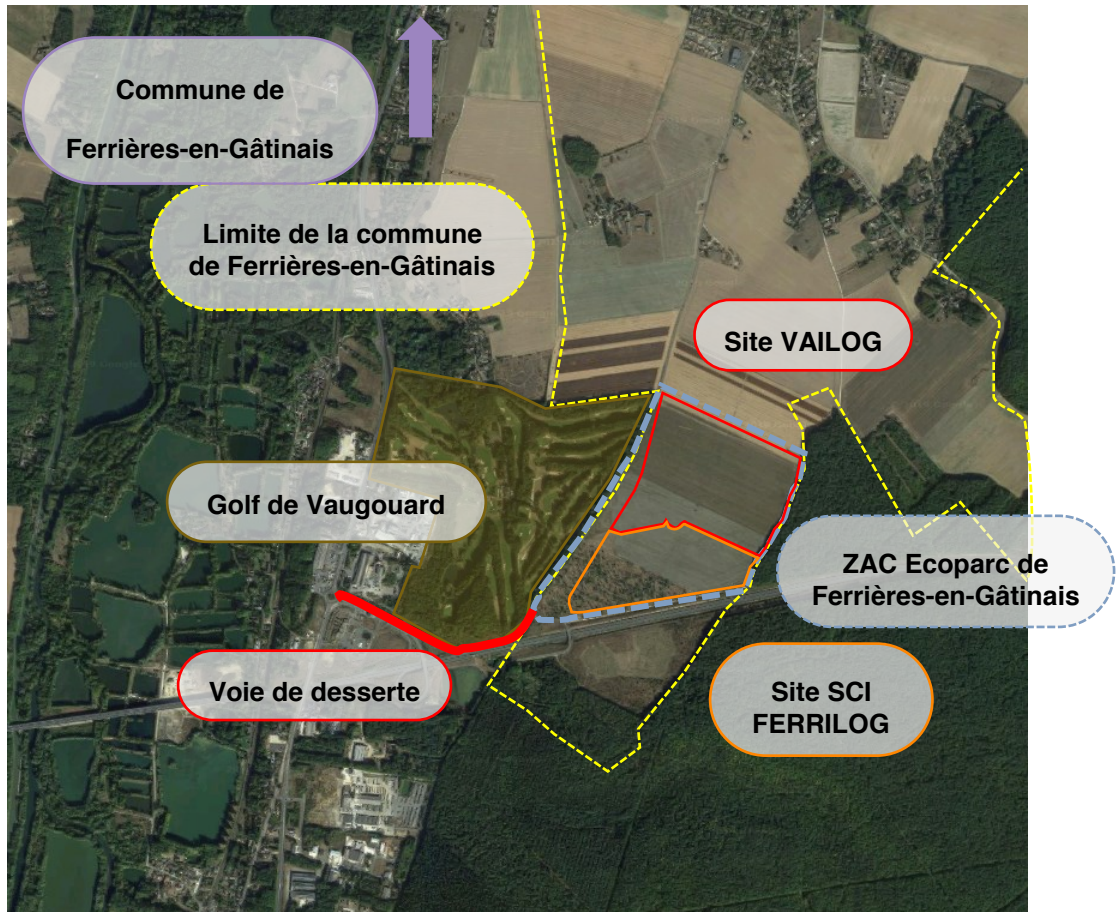 Commune de
Ferrières-en-Gâtinais
Limite de la commune
de Ferrières-en-Gâtinais
Site VAILOG
Golf de Vaugouard
ZAC Ecoparc de
Ferrières-en-Gâtinais
Voie de desserte
Site SCI
FERRILOG